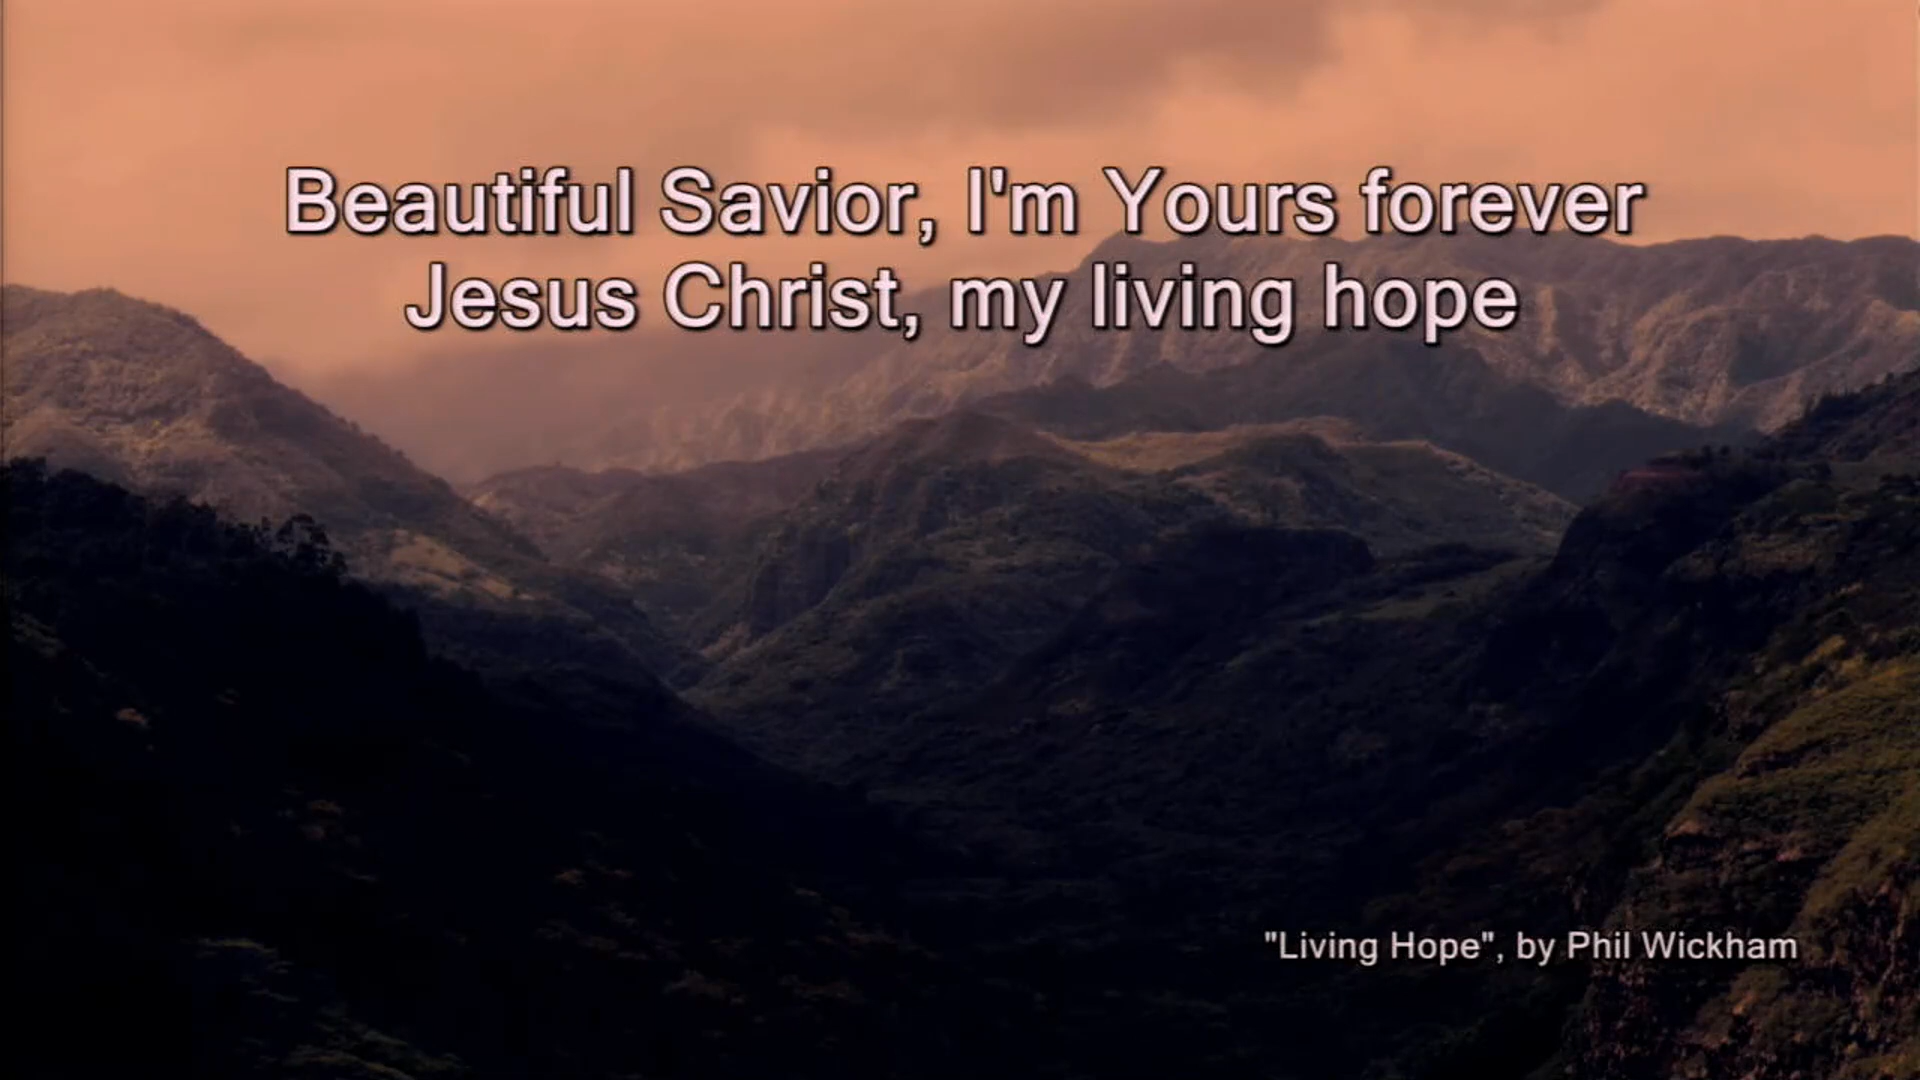 Beautiful Savior, I'm Yours forever
Jesus Christ, my living hope
"Living Hope", by Phil Wickham